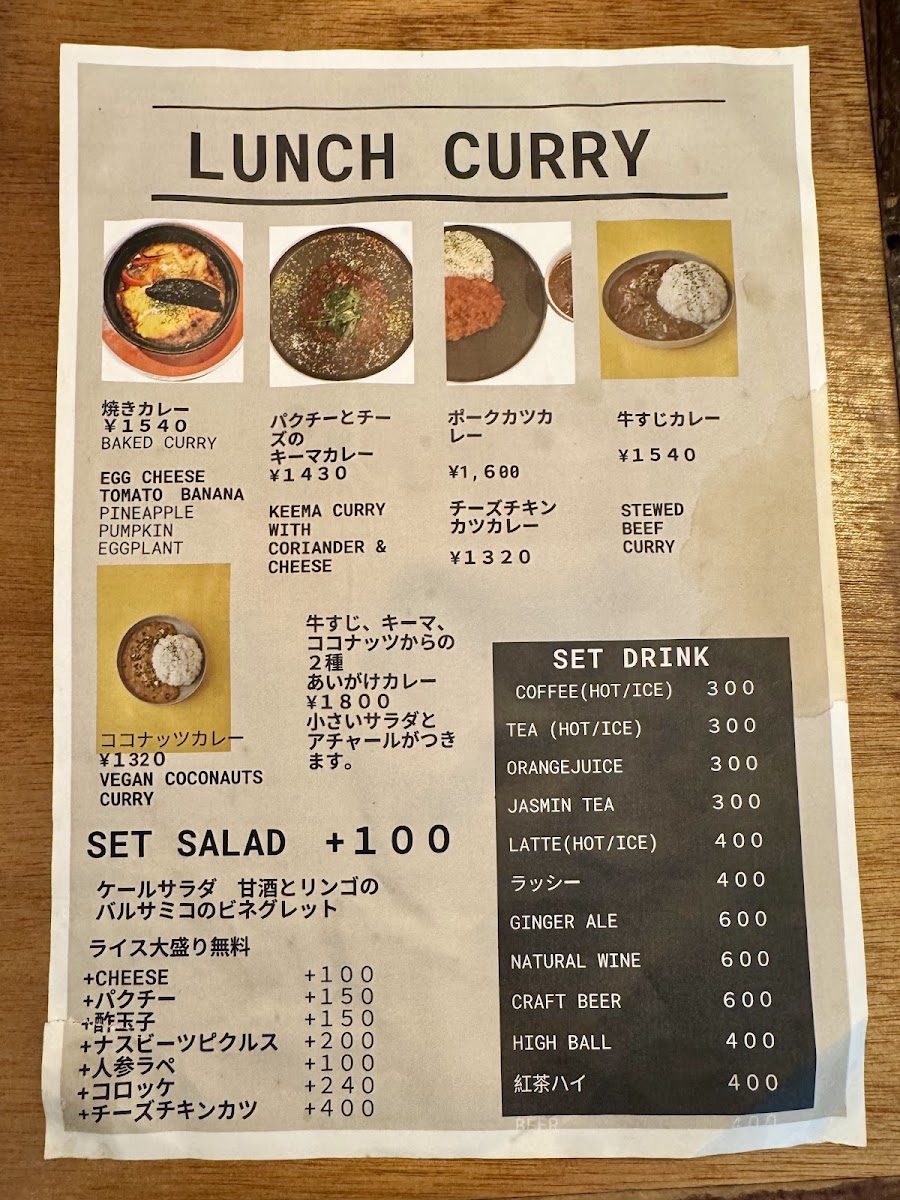 LUNCH CURRY
焼きカレー
￥１５４０
BAKED CURRY
EGG CHEESE
TOMATO BANANA
PINEAPPLE
PUMPKIN
EGGPLANT
パクチーとチー
ズの
キーマカレー
¥１４３０
KEEMA CURRY
WITH
CORIANDER &
CHEESE
ポークカツカ
レー
¥1,600
チーズチキン
カツカレー
¥１３２０
牛すじカレー
¥１５４０
STEWED
BEEF
CURRY
ココナッツカレー
¥1320
VEGAN COCONAUTS
CURRY
牛すじ、キーマ、
ココナッツからの
２種
あいがけカレー
¥１８００
小さいサラダと
アチャールがつき
ます。
SET SALAD +１００
ケールサラダ　甘酒とリンゴの
バルサミコのビネグレット
ライス大盛り無料
+CHEESE +１００
+パクチー +１５０
+酢玉子 +１５０
+ナスビーツピクルス +２００
+人参ラペ +１００
+コロッケ +２４０
+チーズチキンカツ +４００
SET DRINK
COFFEE(HOT/ICE) ３００
TEA (HOT/ICE) ３００
ORANGEJUICE ３００
JASMIN TEA ３００
LATTE(HOT/ICE) ４００
ラッシー ４００
GINGER ALE ６００
NATURAL WINE ６００
CRAFT BEER ６００
HIGH BALL ４００
紅茶ハイ ４００
BEER ４００